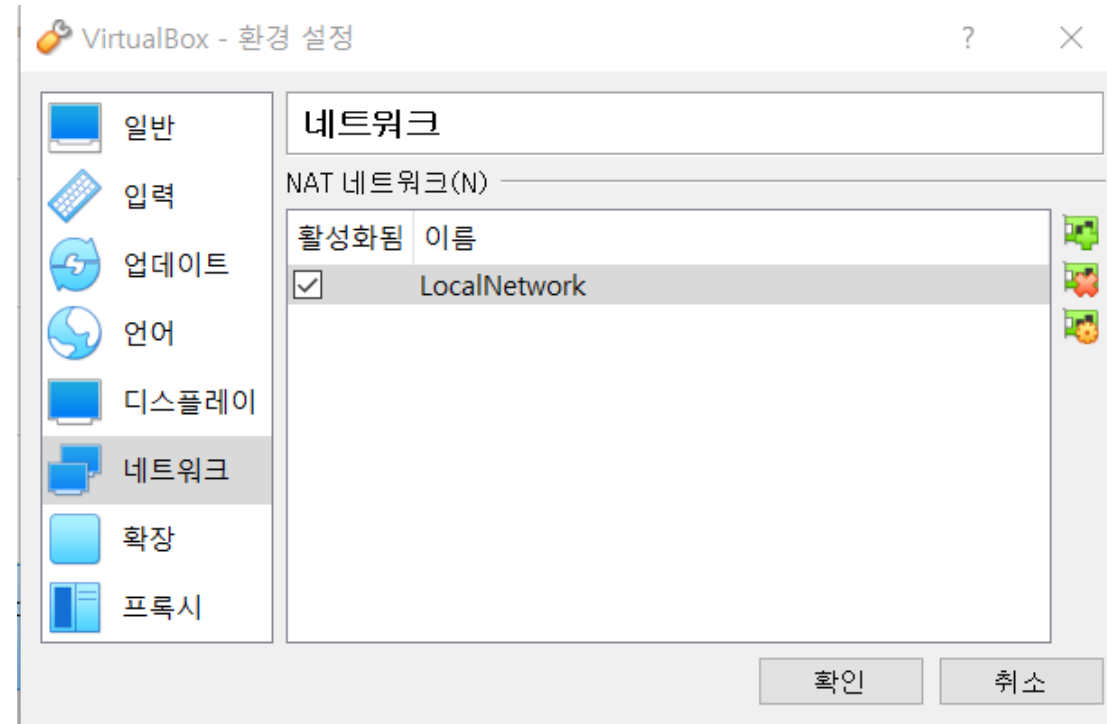 VirtualBox - 환경 설정
?
일반
입력
업데이트
언어
디스플레이
네트워크
확장
프록시
네트워크
NAT 네트워크(N)
활성화됨 이름
LocalNetwork
확인 취소